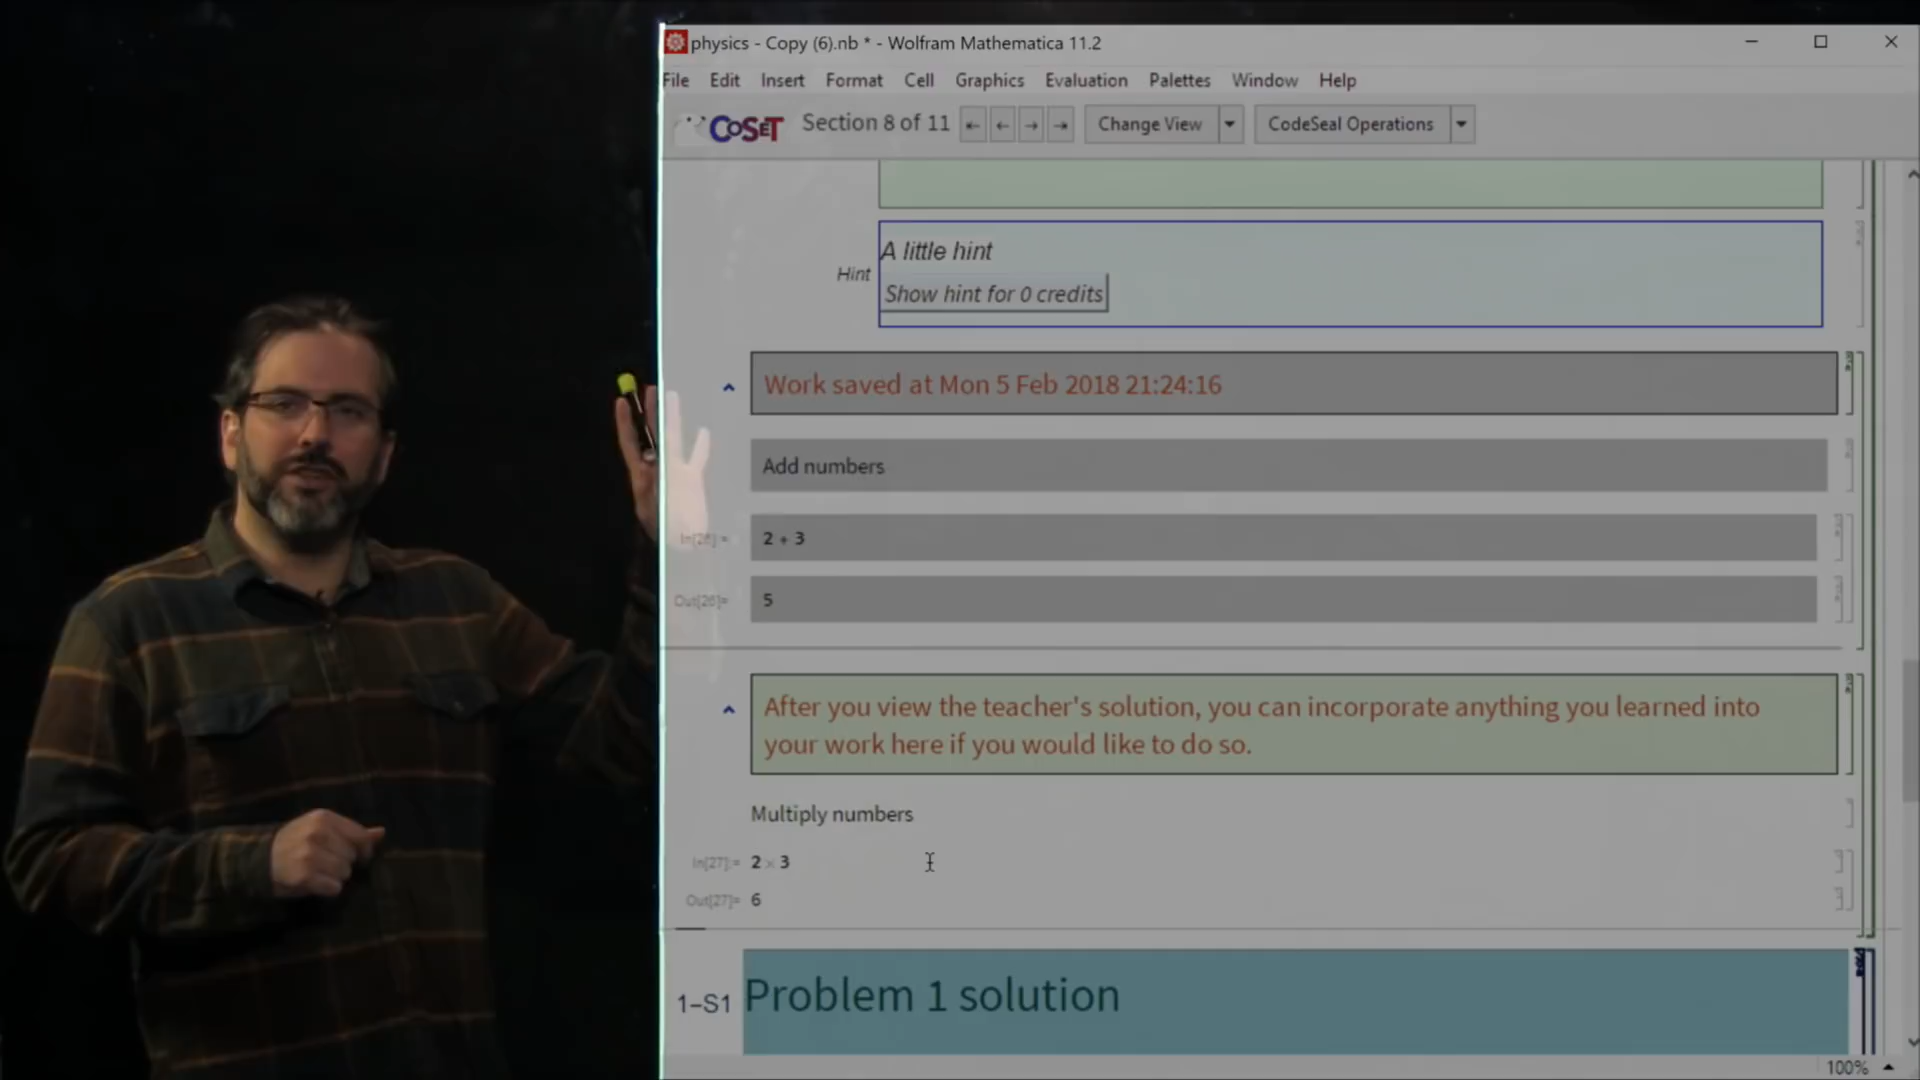 physics - Copy (6).nb * - Wolfram Mathematica 11.2
File Edit Insert Format Cell Graphics Evaluation Palettes Window Help
COSET Section 8 of 11 Change View CodeSeal Operations
A little hint
Hint
Show hint for 0 credits
Work saved at Mon 5 Feb 2018 21:24:16
Add numbers
In[26]:= 2 + 3
Out[26]= 5
After you view the teacher's solution, you can incorporate anything you learned into
your work here if you would like to do so.
Multiply numbers
In[27]:= 2 × 3
Out[27]= 6
1–S1 Problem 1 solution
100%